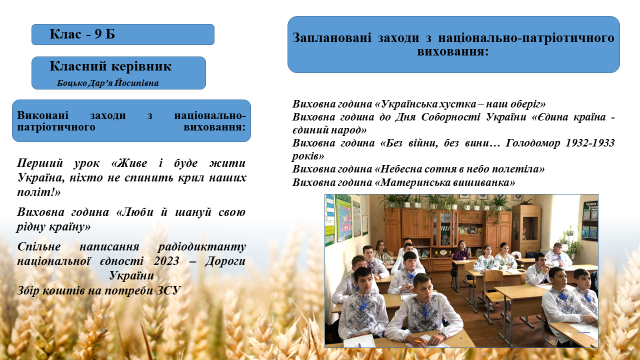 Клас - 9 Б
Класний керівник
Боцько Дар’я Йосипівна
Виконані заходи з національно-
патріотичного виховання:
Перший урок «Живе і буде жити
Україна, ніхто не спинить крил наших
політ!»
Виховна година «Люби й шануй свою
рідну країну»
Спільне написання радіодиктанту
національної єдності 2023 – Дороги
України
Збір коштів на потреби ЗСУ
Заплановані заходи з національно-патріотичного
виховання:
Виховна година «Українська хустка – наш оберіг»
Виховна година до Дня Соборності України «Єдина країна -
єдиний народ»
Виховна година «Без війни, без вини… Голодомор 1932-1933
років»
Виховна година «Небесна сотня в небо полетіла»
Виховна година «Материнська вишиванка»